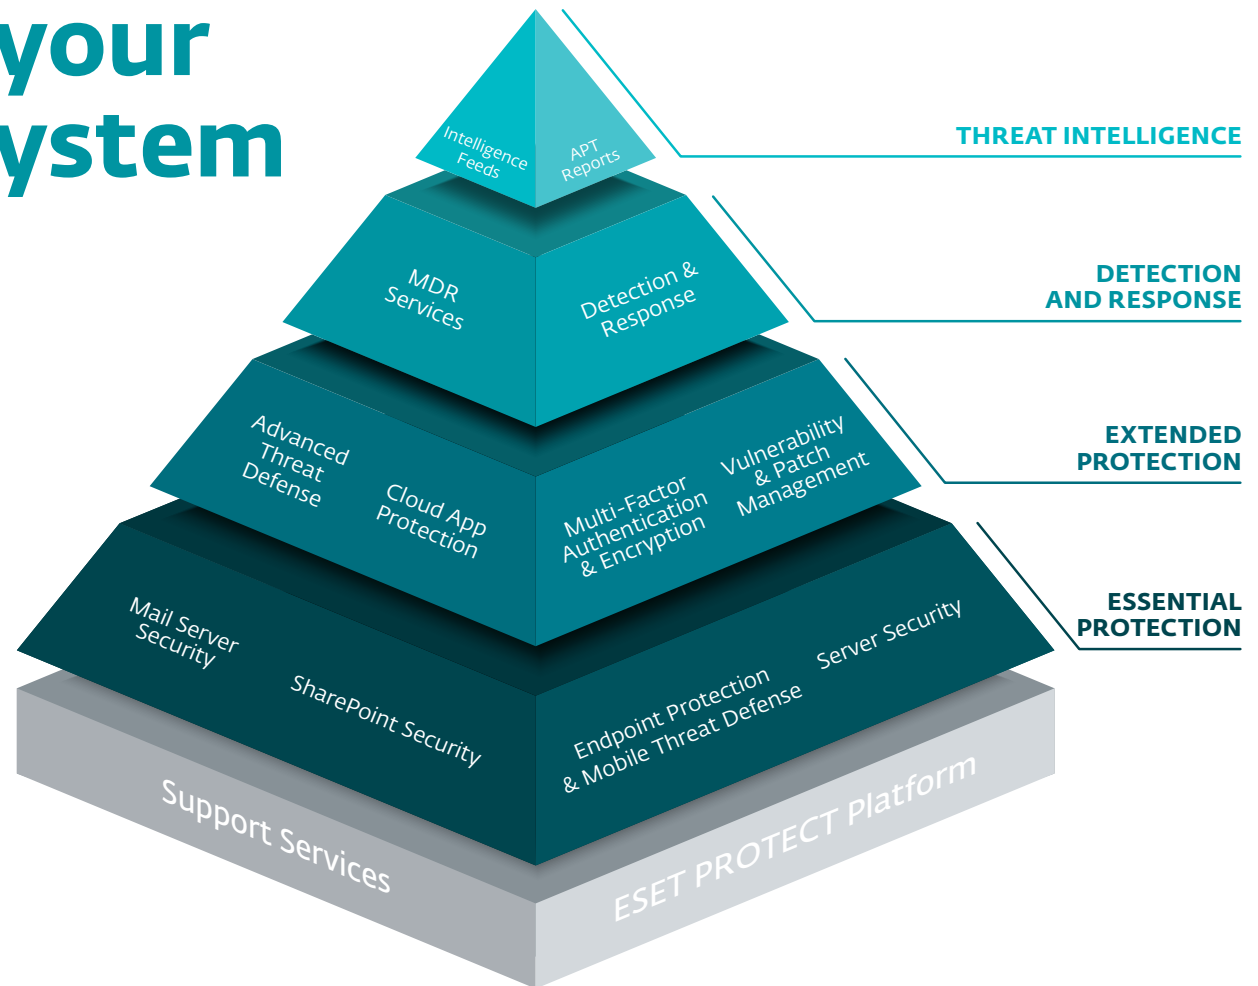 your
ystem
Intelligence
Feeds
APT
Reports
THREAT INTELLIGENCE
MDR
Services
Detection &
Response
DETECTION
AND RESPONSE
Advanced
Threat
Defense
Cloud App
Protection
Multi-Factor
Authentication
& Encryption
Vulnerability
& Patch
Management
EXTENDED
PROTECTION
Mail Server
Security
SharePoint Security
Endpoint Protection
& Mobile Threat Defense
Server Security
ESSENTIAL
PROTECTION
Support Services
ESET PROTECT Platform